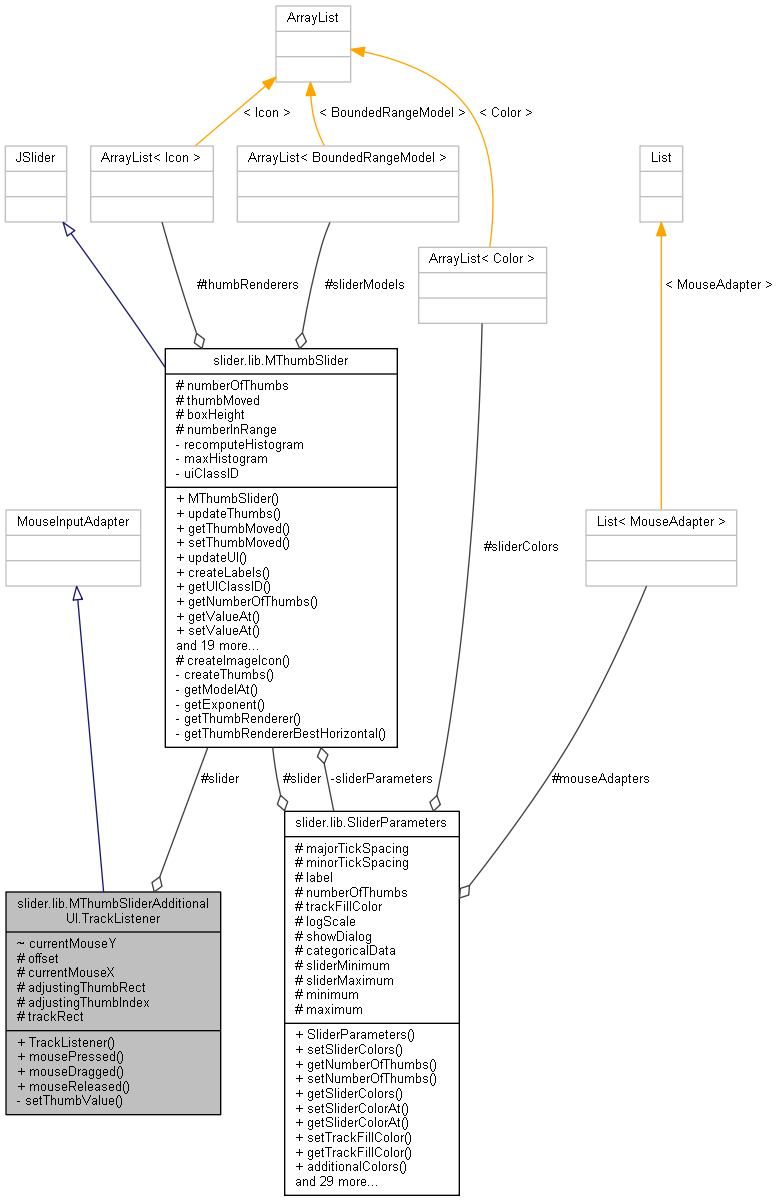 ArrayList
< Icon >
< BoundedRangeModel >
< Color >
JSlider
ArrayList< Icon >
ArrayList< BoundedRangeModel >
List
ArrayList< Color >
#thumbRenderers
#sliderModels
< MouseAdapter >
slider.lib.MThumbSlider
# numberOfThumbs
# thumbMoved
# boxHeight
# numberInRange
- recomputeHistogram
- maxHistogram
- uiClassID
+ MThumbSlider()
+ updateThumbs()
+ getThumbMoved()
+ setThumbMoved()
+ updateUI()
+ createLabels()
+ getUIClassID()
+ getNumberOfThumbs()
+ getValueAt()
+ setValueAt()
and 19 more...
# createImageIcon()
- createThumbs()
- getModelAt()
- getExponent()
- getThumbRenderer()
- getThumbRendererBestHorizontal()
MouseInputAdapter
List< MouseAdapter >
#sliderColors
#slider
#slider
-sliderParameters
#mouseAdapters
slider.lib.SliderParameters
# majorTickSpacing
# minorTickSpacing
# label
# numberOfThumbs
# trackFillColor
# logScale
# showDialog
# categoricalData
# sliderMinimum
# sliderMaximum
# minimum
# maximum
+ SliderParameters()
+ setSliderColors()
+ getNumberOfThumbs()
+ setNumberOfThumbs()
+ getSliderColors()
+ setSliderColorAt()
+ getSliderColorAt()
+ setTrackFillColor()
+ getTrackFillColor()
+ additionalColors()
and 29 more...
slider.lib.MThumbSliderAdditional
UI.TrackListener
~ currentMouseY
# offset
# currentMouseX
# adjustingThumbRect
# adjustingThumbIndex
# trackRect
+ TrackListener()
+ mousePressed()
+ mouseDragged()
+ mouseReleased()
- setThumbValue()